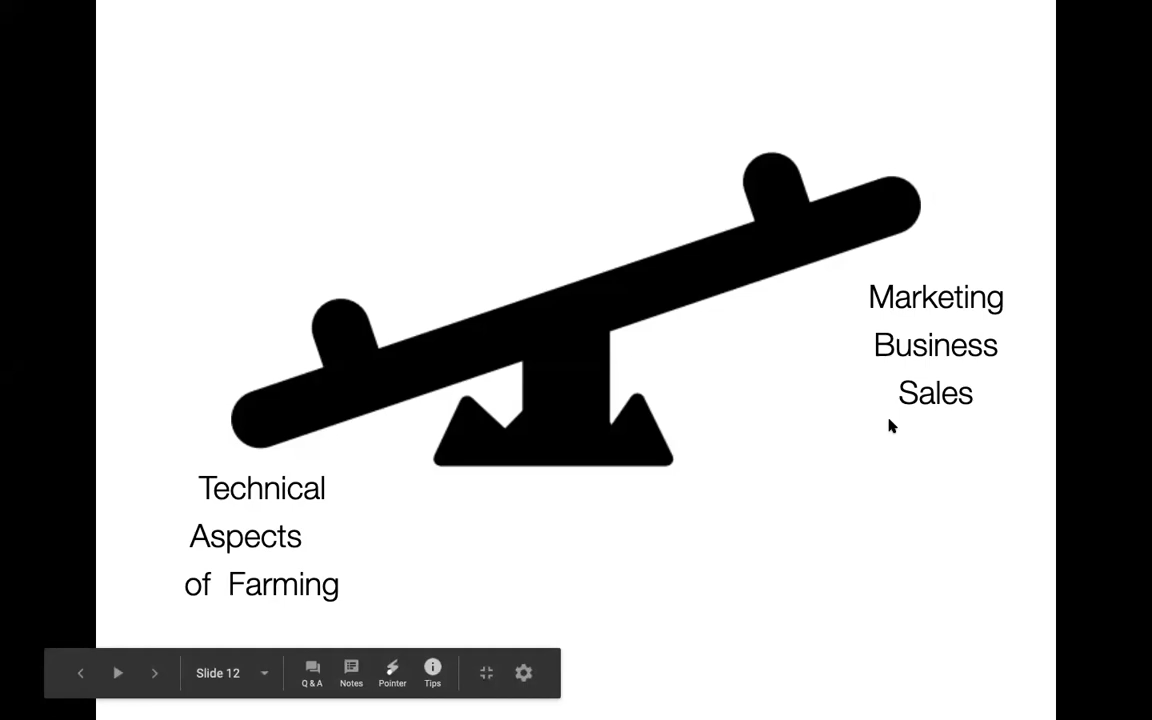 Marketing
Business
Sales
Technical
Aspects
of Farming
Slide 12
Q & A
Notes
Pointer
Tips